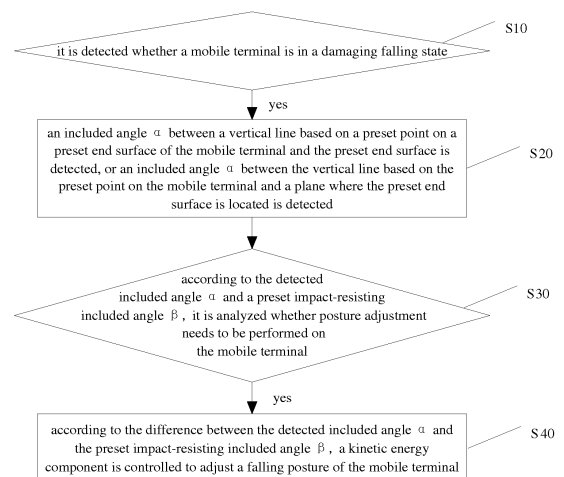 S10
it is detected whether a mobile terminal is in a damaging falling state
yes
an included angle α between a vertical line based on a preset point on a
preset end surface of the mobile terminal and the preset end surface is
detected, or an included angle α between the vertical line based on the
preset point on the mobile terminal and a plane where the preset end
surface is located is detected
S20
according to the detected
included angle α and a preset impact-resisting
included angle β, it is analyzed whether posture adjustment
needs to be performed on
the mobile terminal
S30
yes
according to the difference between the detected included angle α and
the preset impact-resisting included angle β, a kinetic energy
component is controlled to adjust a falling posture of the mobile terminal
S40